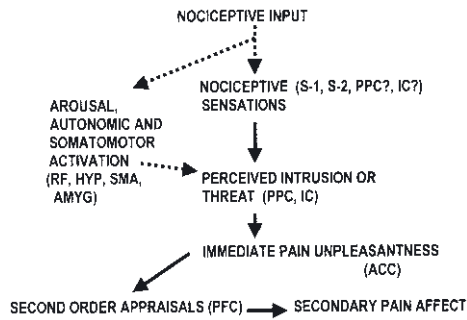 NOCICEPTIVE INPUT
NOCICEPTIVE (S-1, S-2, PPC?, IC?)
SENSATIONS
AROUSAL,
AUTONOMIC AND
SOMATOMOTOR
ACTIVATION
(RF, HYP, SMA,
AMYG)
PERCEIVED INTRUSION OR
THREAT (PPC, IC)
IMMEDIATE PAIN UNPLEASANTNESS
(ACC)
SECOND ORDER APPRAISALS (PFC)
SECONDARY PAIN AFFECT